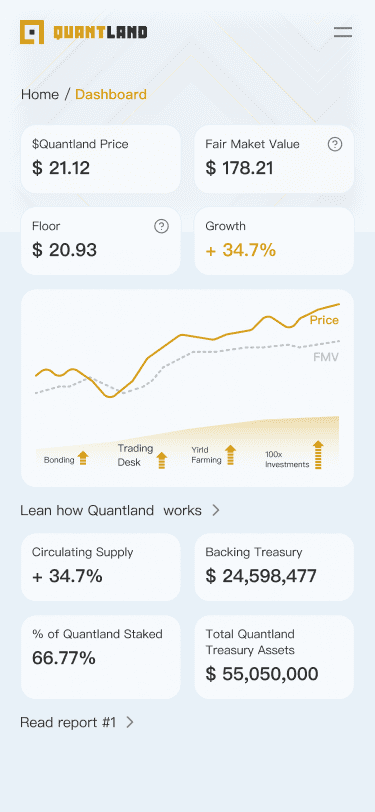 QUANTLAND
Home / Dashboard
$Quantland Price
$ 21.12
Fair Maket Value
$ 178.21
Floor
$ 20.93
Growth
+ 34.7%
Price
FMV
Bonding
Trading
Desk
Yirld
Farming
100x
Investments
Lean how Quantland works
Circulating Supply
+ 34.7%
Backing Treasury
$ 24,598,477
% of Quantland Staked
66.77%
Total Quantland
Treasury Assets
$ 55,050,000
Read report #1